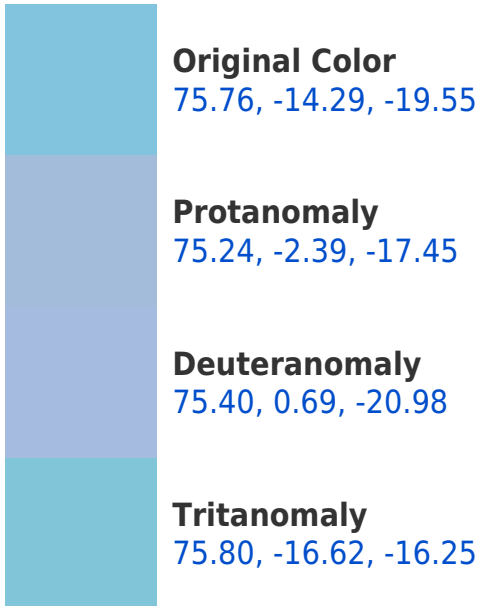 Original Color
75.76, -14.29, -19.55
Protanomaly
75.24, -2.39, -17.45
Deuteranomaly
75.40, 0.69, -20.98
Tritanomaly
75.80, -16.62, -16.25